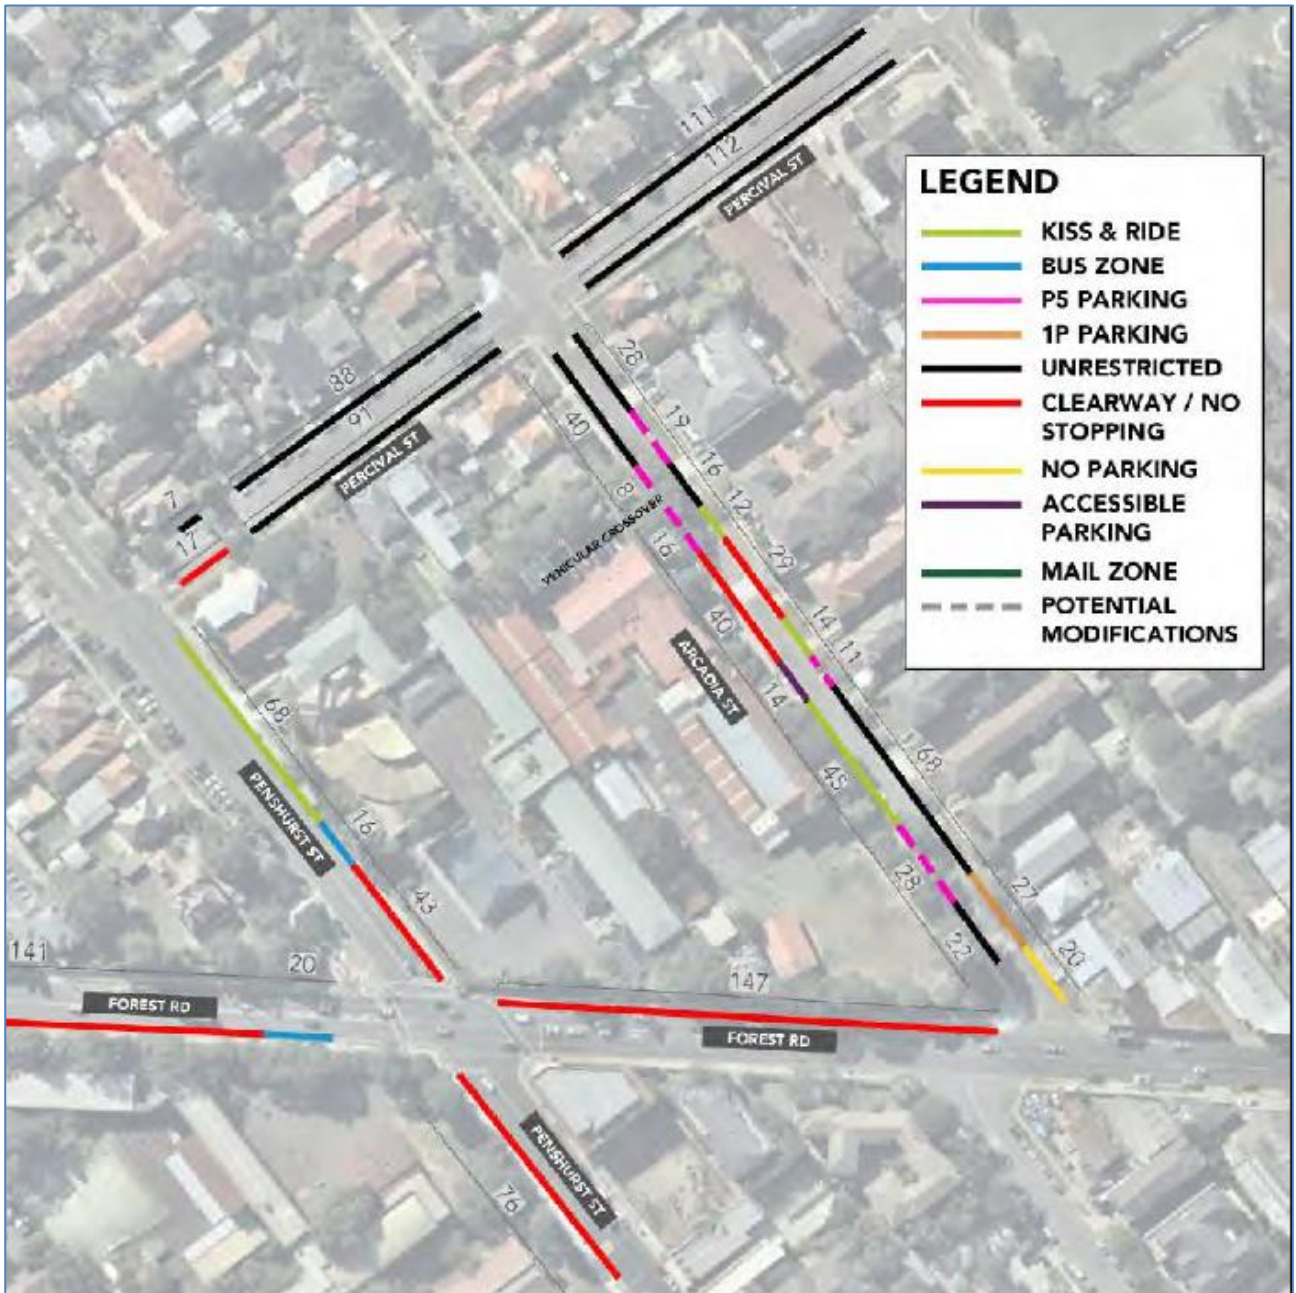 111
112
PERCIVAL ST
LEGEND
KISS & RIDE
BUS ZONE
P5 PARKING
1P PARKING
UNRESTRICTED
CLEARWAY / NO
STOPPING
NO PARKING
ACCESSIBLE
PARKING
MAIL ZONE
POTENTIAL
MODIFICATIONS
88
91
PERCIVAL ST
7
17
28
19
16
12
29
14
11
68
27
20
40
8
VEHICULAR CROSSOVER
16
40
14
45
28
22
ARCADIA ST
68
PENSHURST ST
16
43
141
20
FOREST RD
147
FOREST RD
76
PENSHURST ST